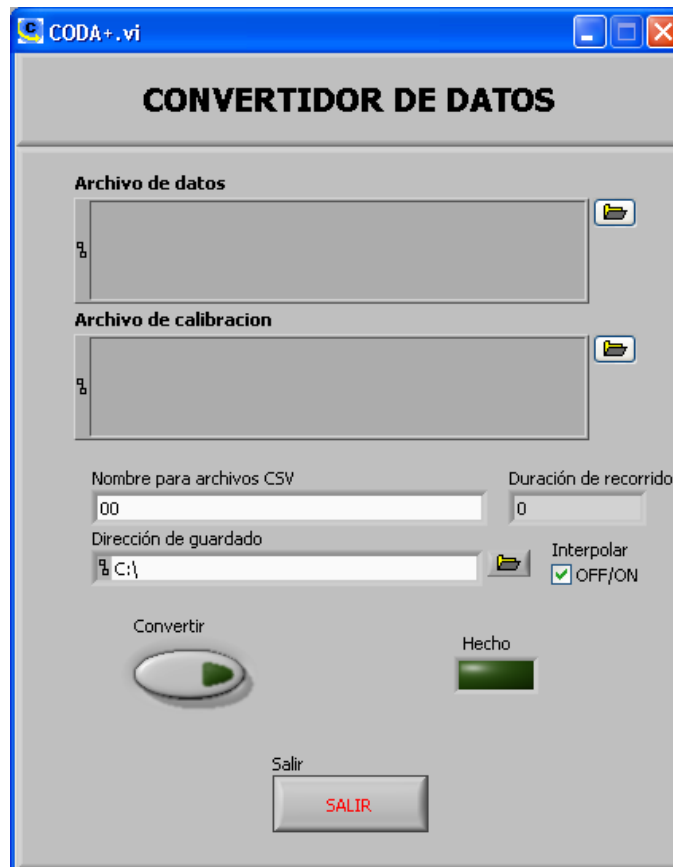 CODA+.vi
CONVERTIDOR DE DATOS
Archivo de datos
Archivo de calibracion
Nombre para archivos CSV
Duración de recorrido
00
0
Dirección de guardado
Interpolar
C:\
OFF/ON
Convertir
Hecho
Salir
SALIR